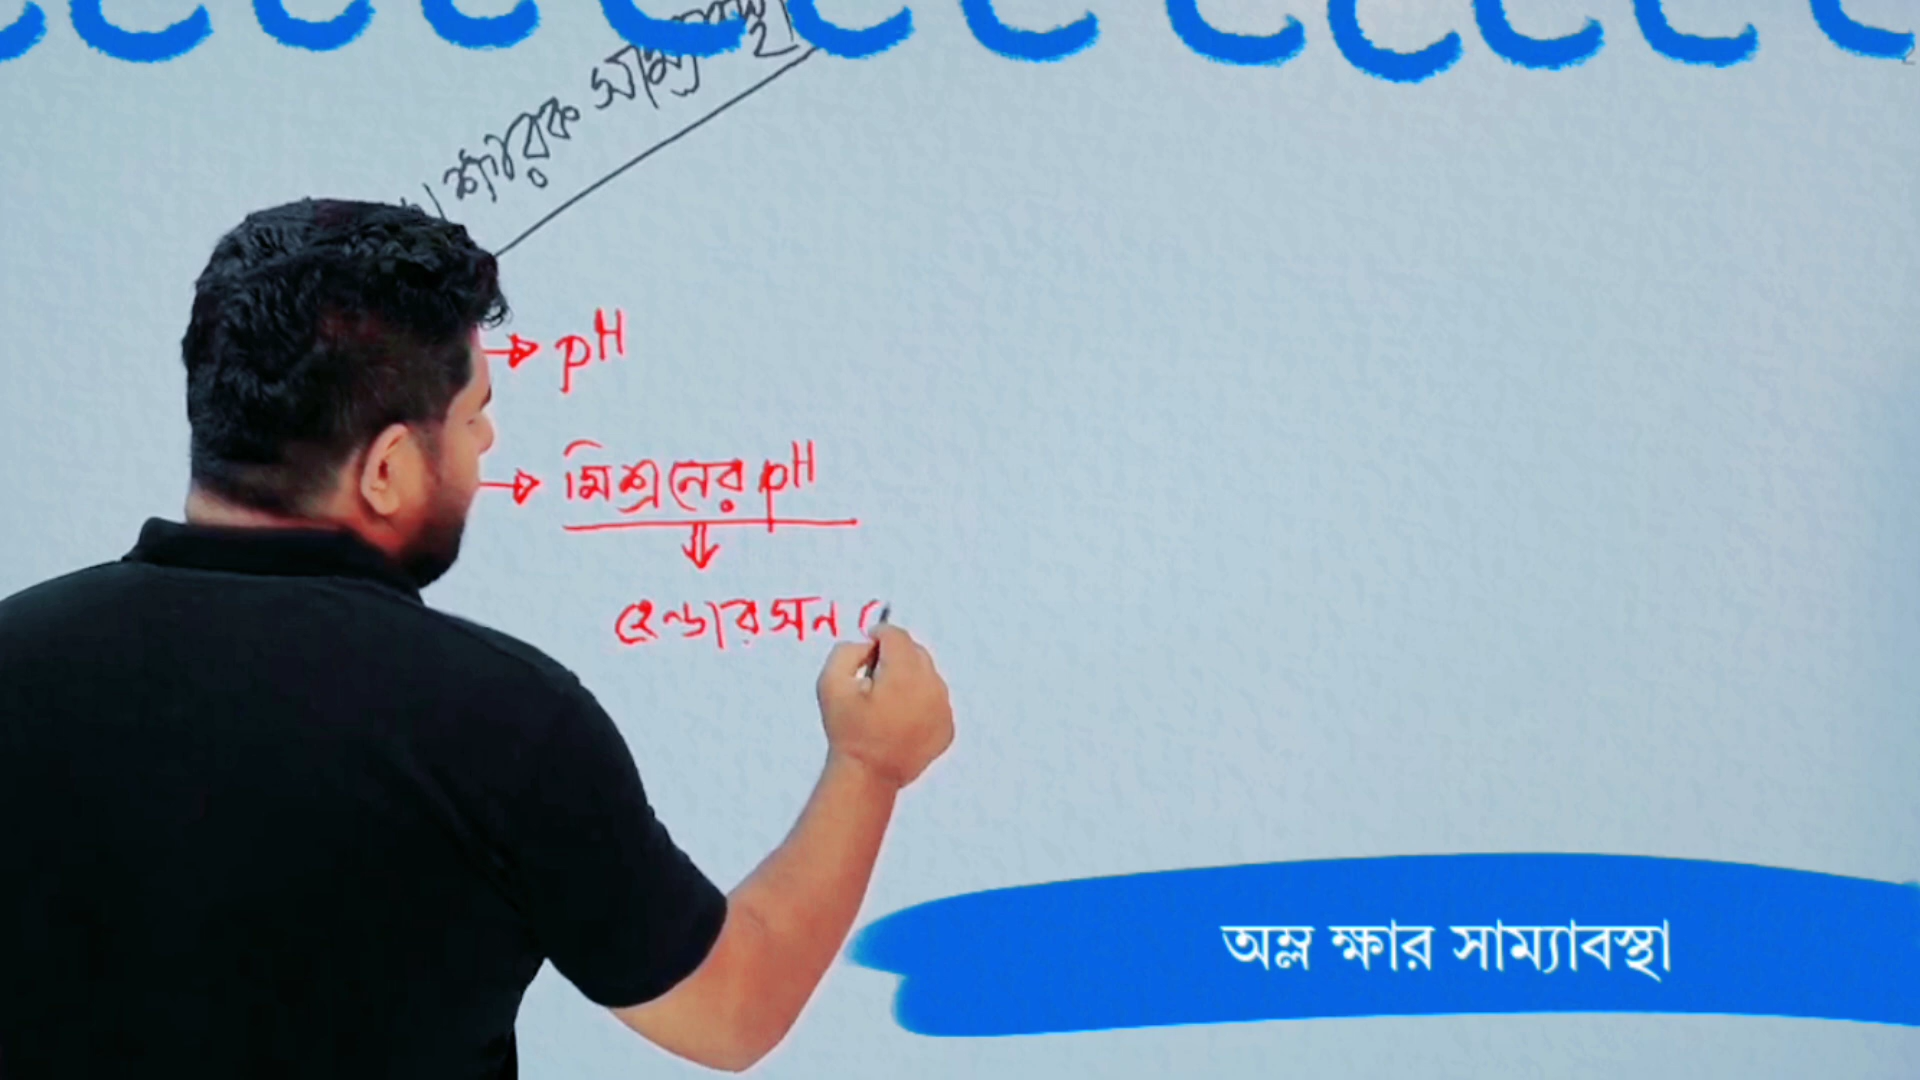 ক্ষারক সাম্যাবস্থা
→ pH
→ মিশ্রনের pH
হেন্ডারসন
অম্ল ক্ষার সাম্যাবস্থা